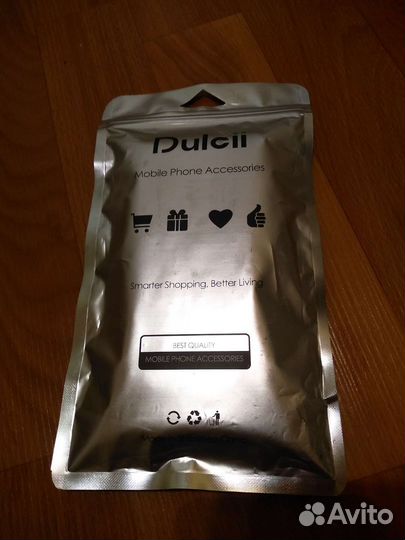 Dulcii
Mobile Phone Accessories
Smarter Shopping, Better Living
BEST QUALITY
MOBILE PHONE ACCESSORIES
Avito